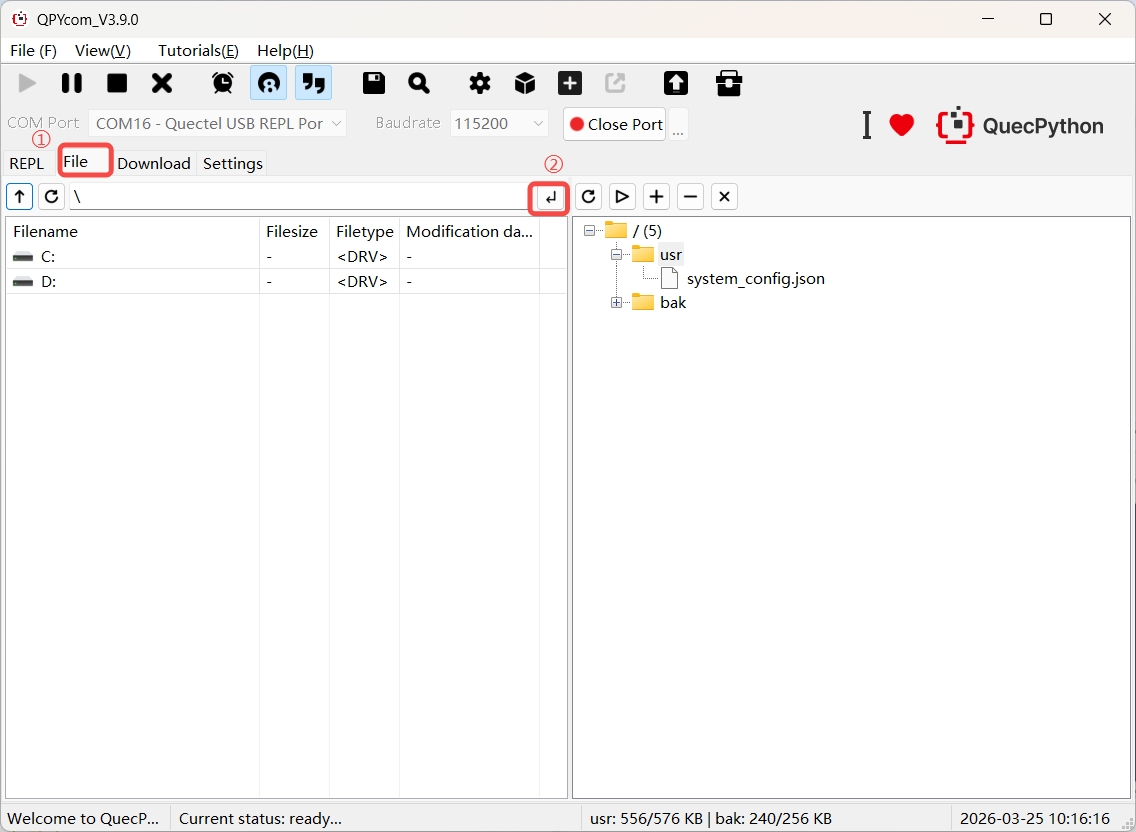 QPYcom_V3.9.0
File (F) View(V) Tutorials(E) Help(H)
COM Port COM16 - Quectel USB REPL Por Baudrate 115200 Close Port ... I QuecPython
①
REPL File Download Settings
②
\
Filename Filesize Filetype Modification da...
C: - <DRV> -
D: - <DRV> -
/ (5)
usr
system_config.json
bak
Welcome to QuecP... Current status: ready... usr: 556/576 KB | bak: 240/256 KB 2026-03-25 10:16:16